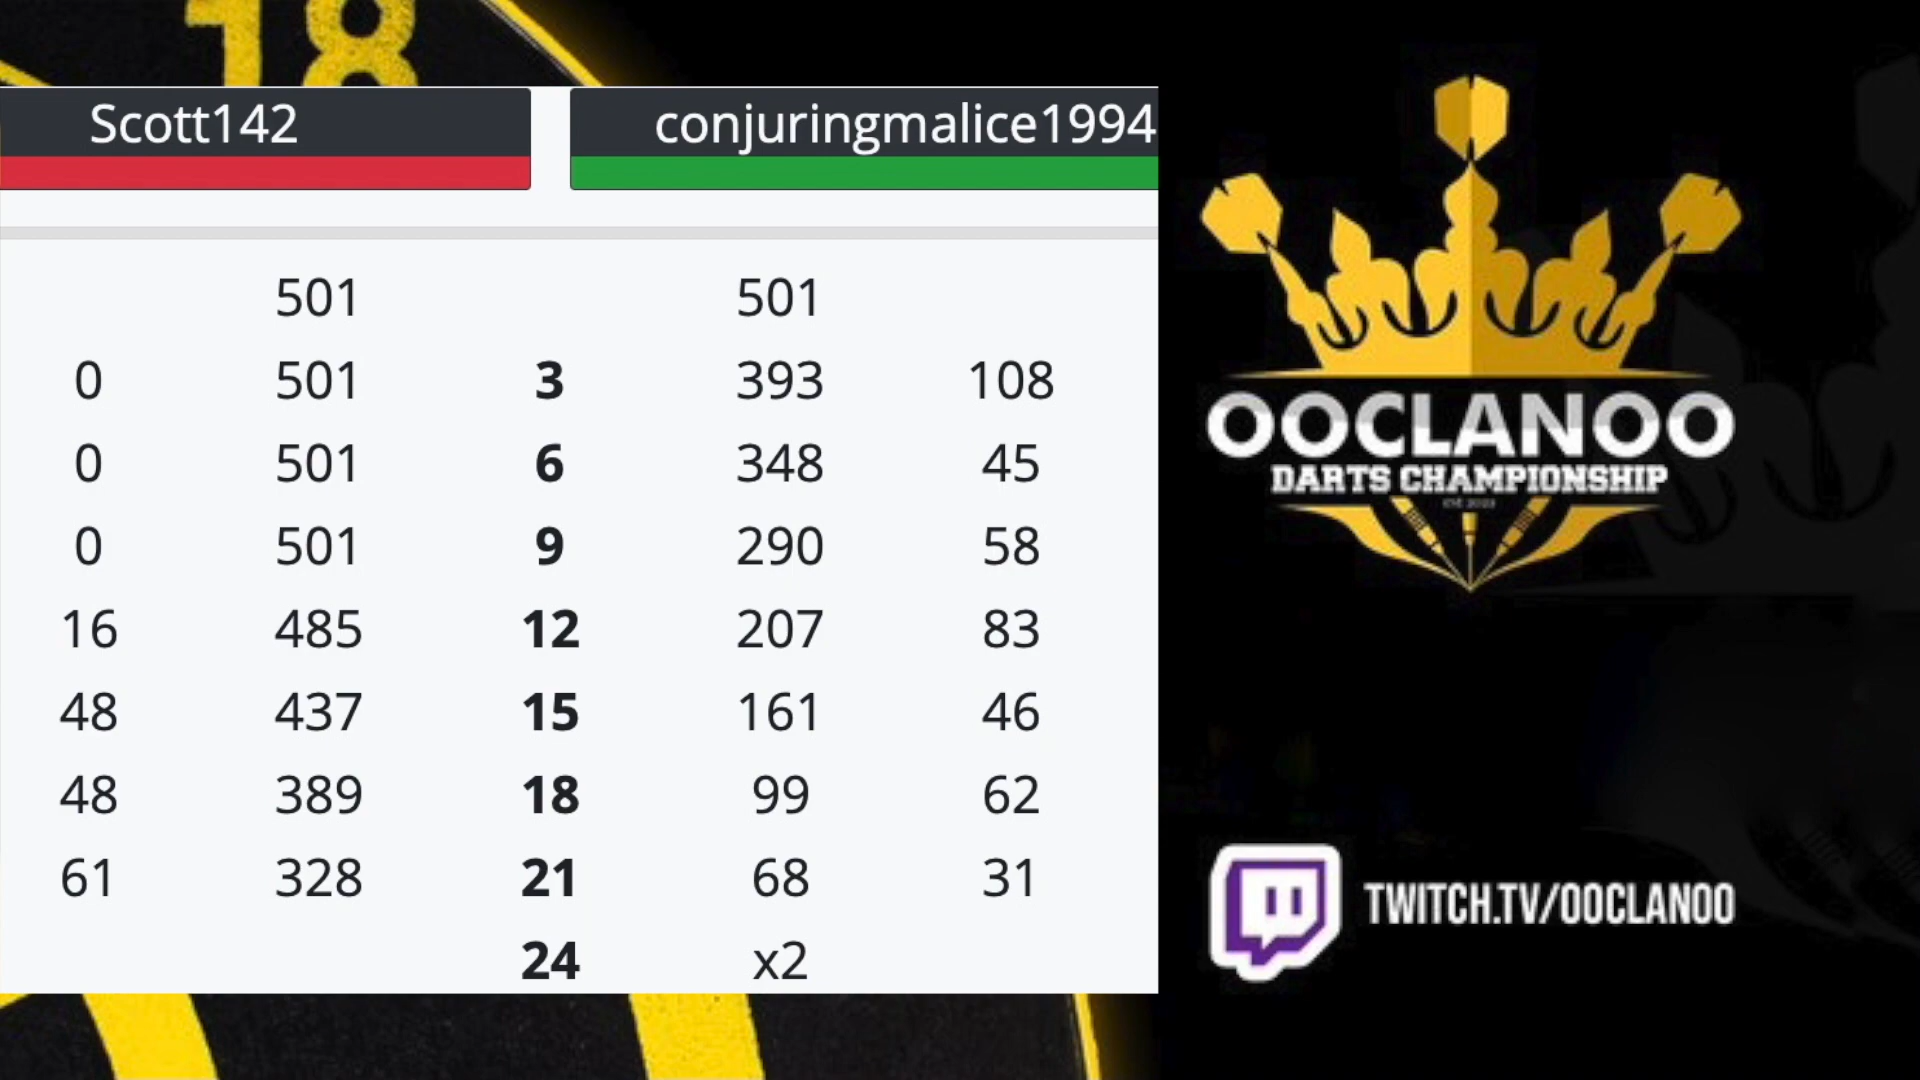 18
Scott142 conjuringmalice1994
501 501
0 501 3 393 108
0 501 6 348 45
0 501 9 290 58
16 485 12 207 83
48 437 15 161 46
48 389 18 99 62
61 328 21 68 31
24 x2
OOCLANOO
DARTS CHAMPIONSHIP
TWITCH.TV/OOCLANOO